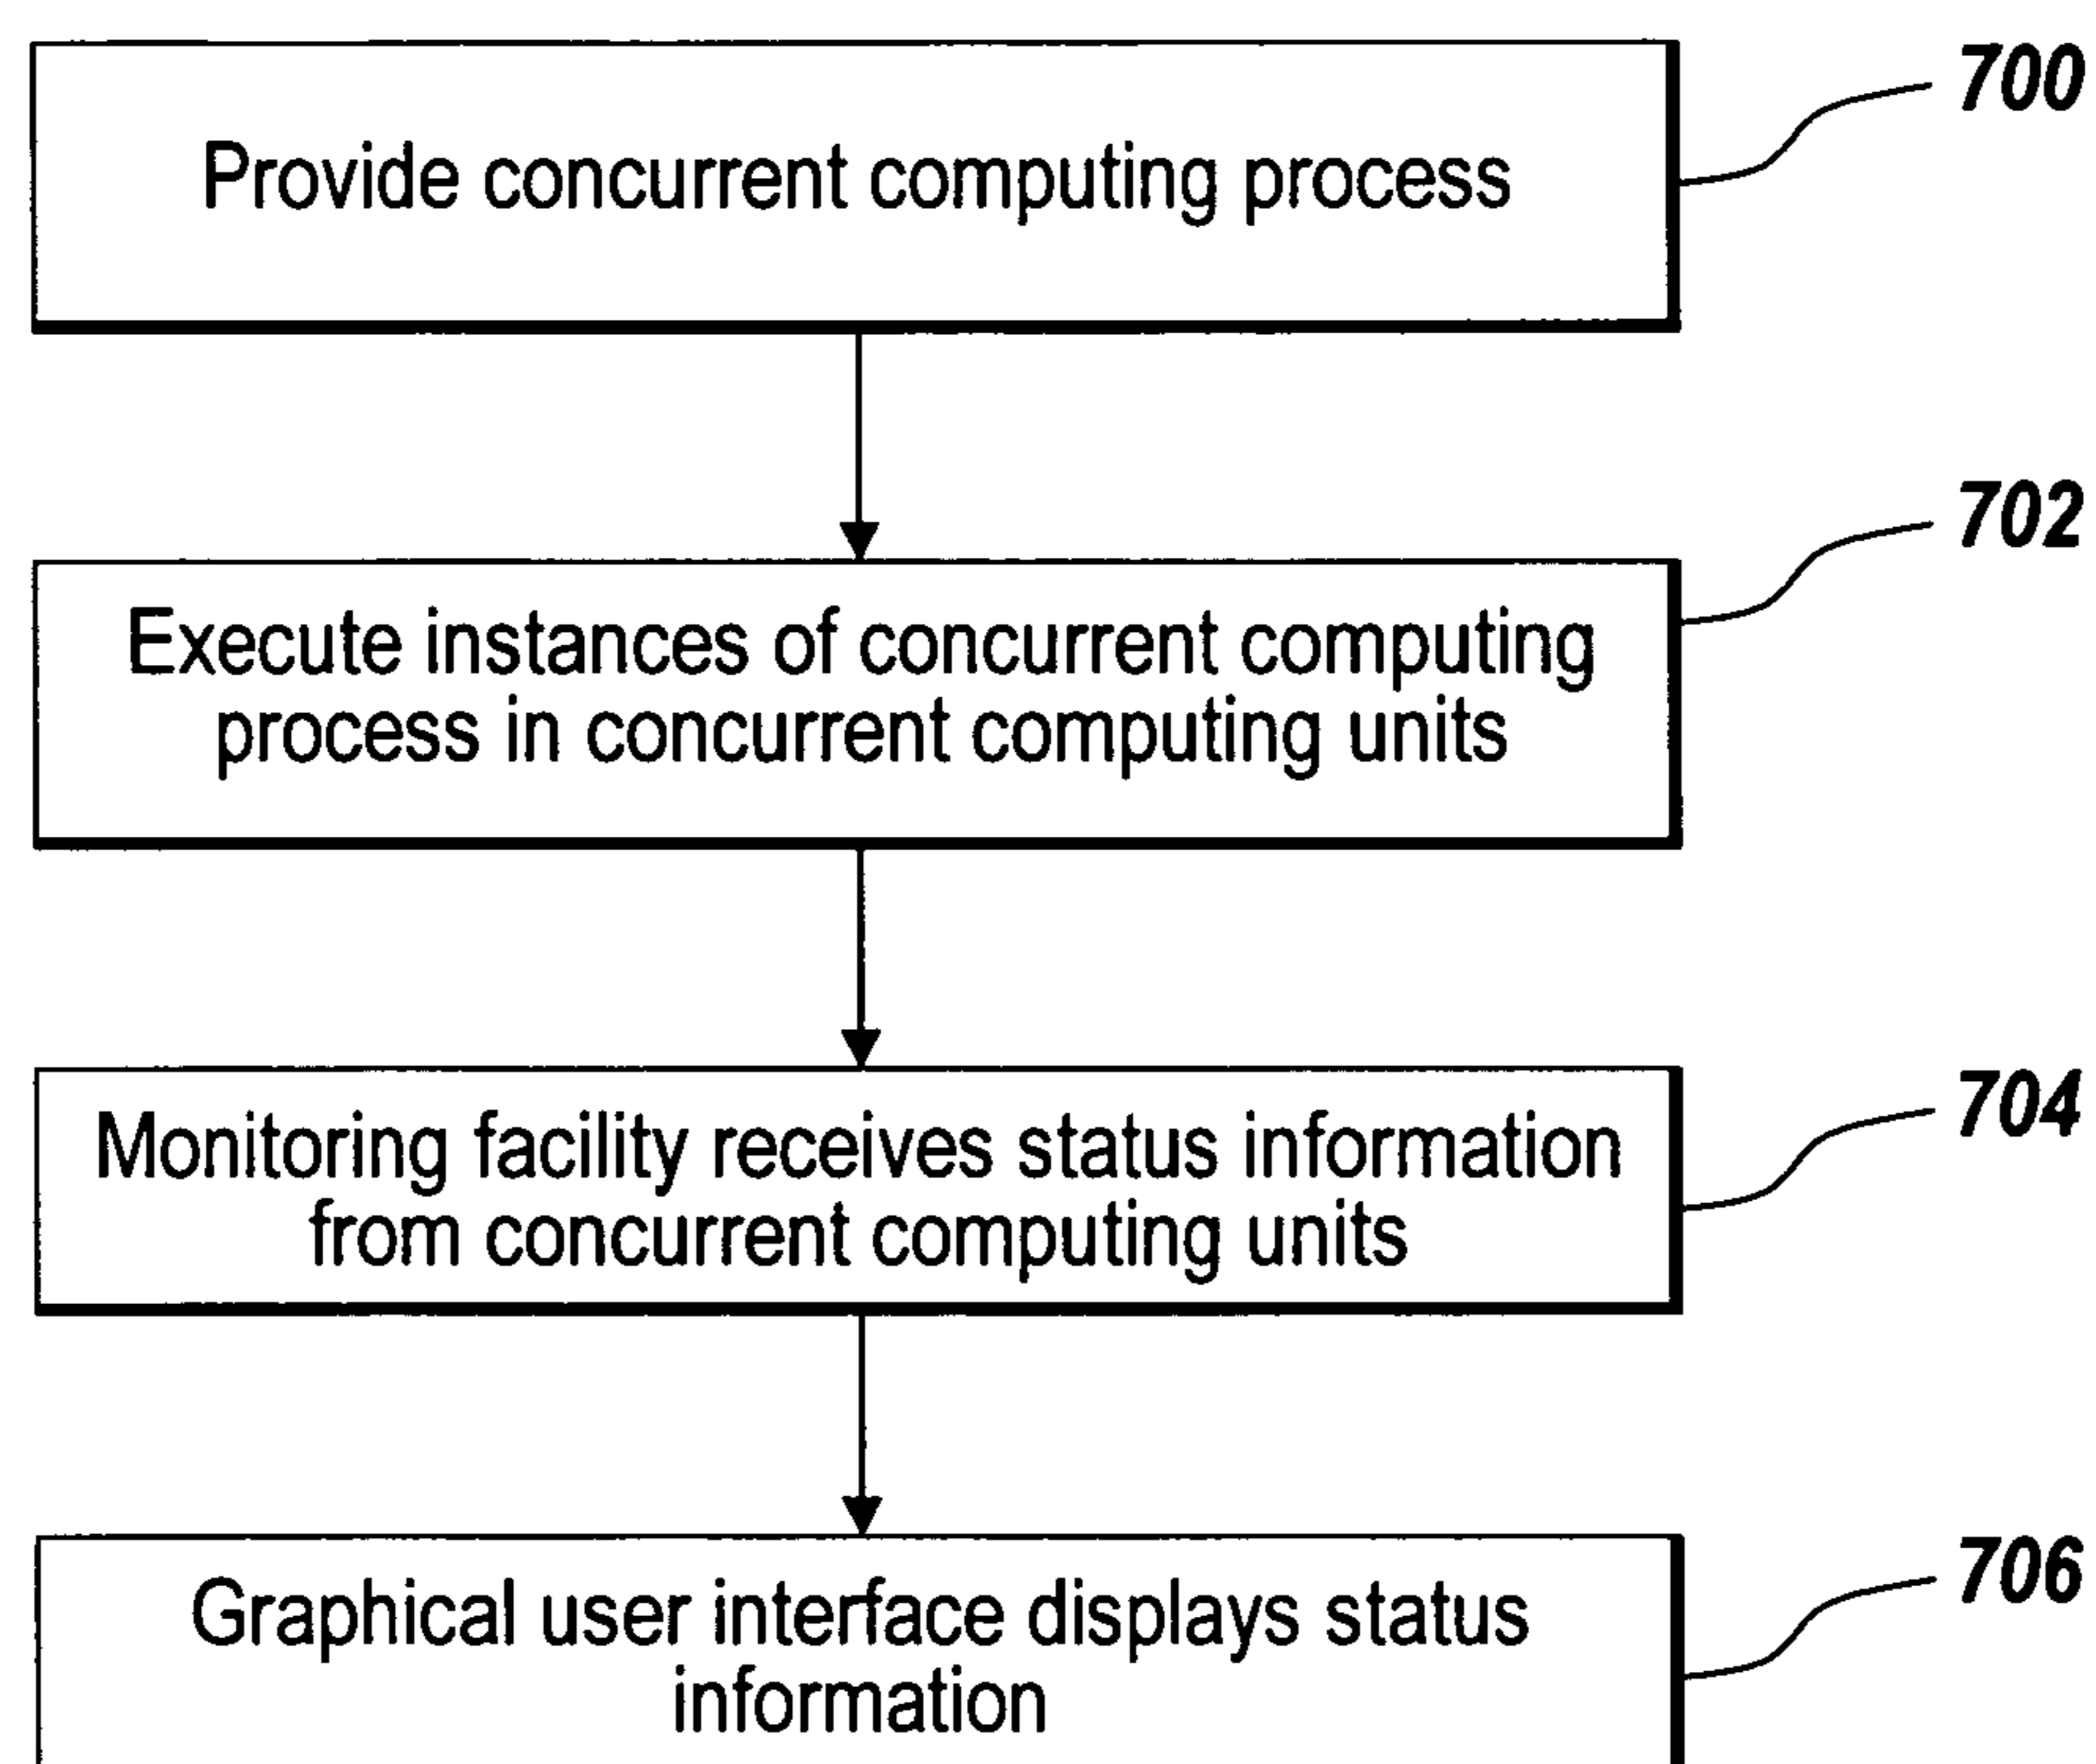 700
Provide concurrent computing process
702
Execute instances of concurrent computing
process in concurrent computing units
704
Monitoring facility receives status information
from concurrent computing units
706
Graphical user interface displays status
information